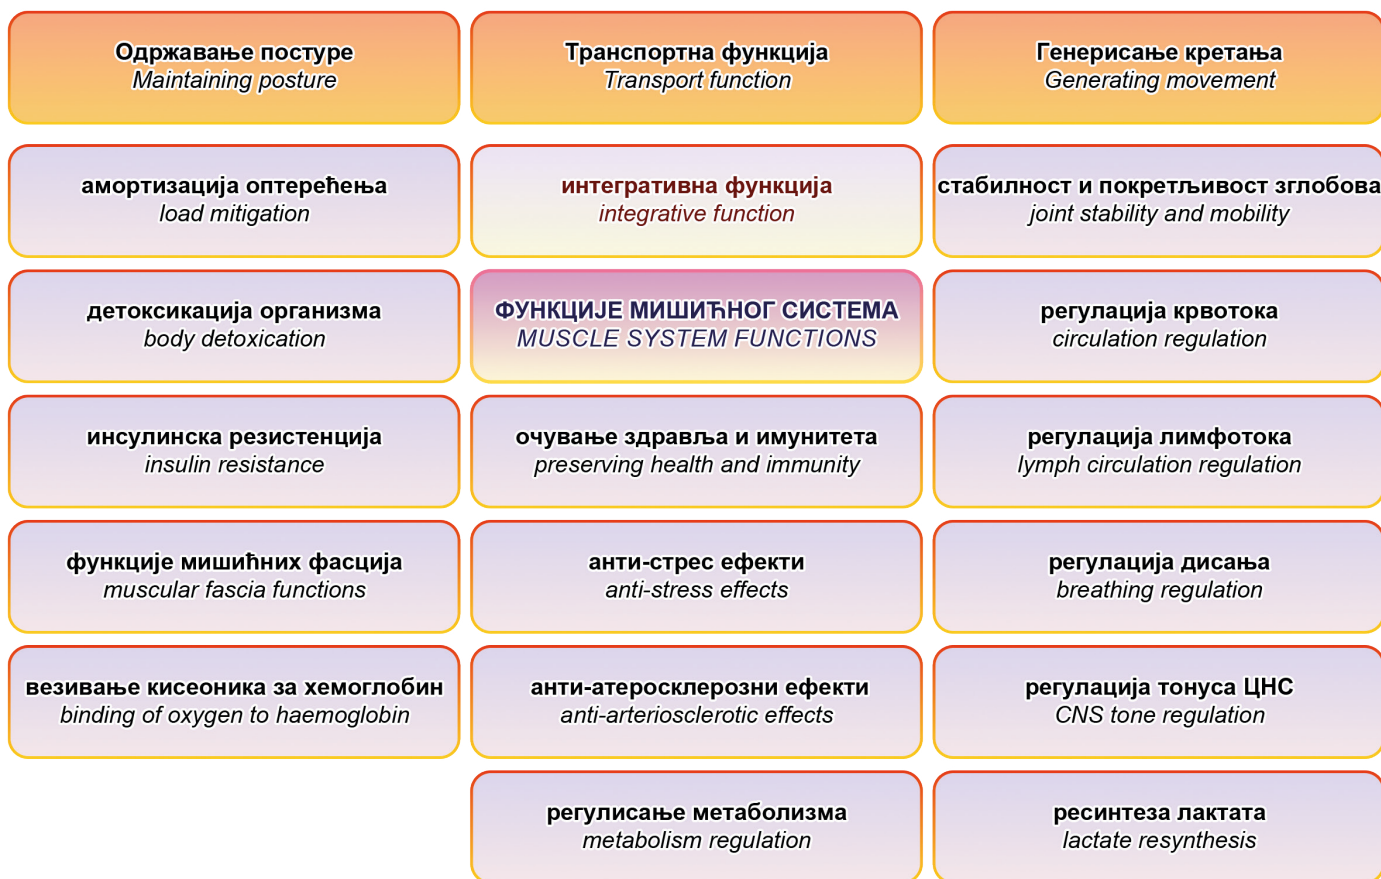 Одржавање постуре
Maintaining posture
Транспортна функција
Transport function
Генерисање кретања
Generating movement
амортизација оптерећења
load mitigation
интегративна функција
integrative function
стабилност и покретљивост зглобова
joint stability and mobility
детоксикација организма
body detoxication
ФУНКЦИЈЕ МИШЋНОГ СИСТЕМА
MUSCLE SYSTEM FUNCTIONS
регулација крвотока
circulation regulation
инсулинска резистенција
insulin resistance
очување здравља и имунитета
preserving health and immunity
регулација лимфотока
lymph circulation regulation
функције мишићних фасција
muscular fascia functions
анти-стрес ефекти
anti-stress effects
регулација дисања
breathing regulation
везивање кисеоника за хемоглобин
binding of oxygen to haemoglobin
анти-атеросклерозни ефекти
anti-arteriosclerotic effects
регулација тонуса ЦНС
CNS tone regulation
регулисање метаболизма
metabolism regulation
ресинтеза лактата
lactate resynthesis